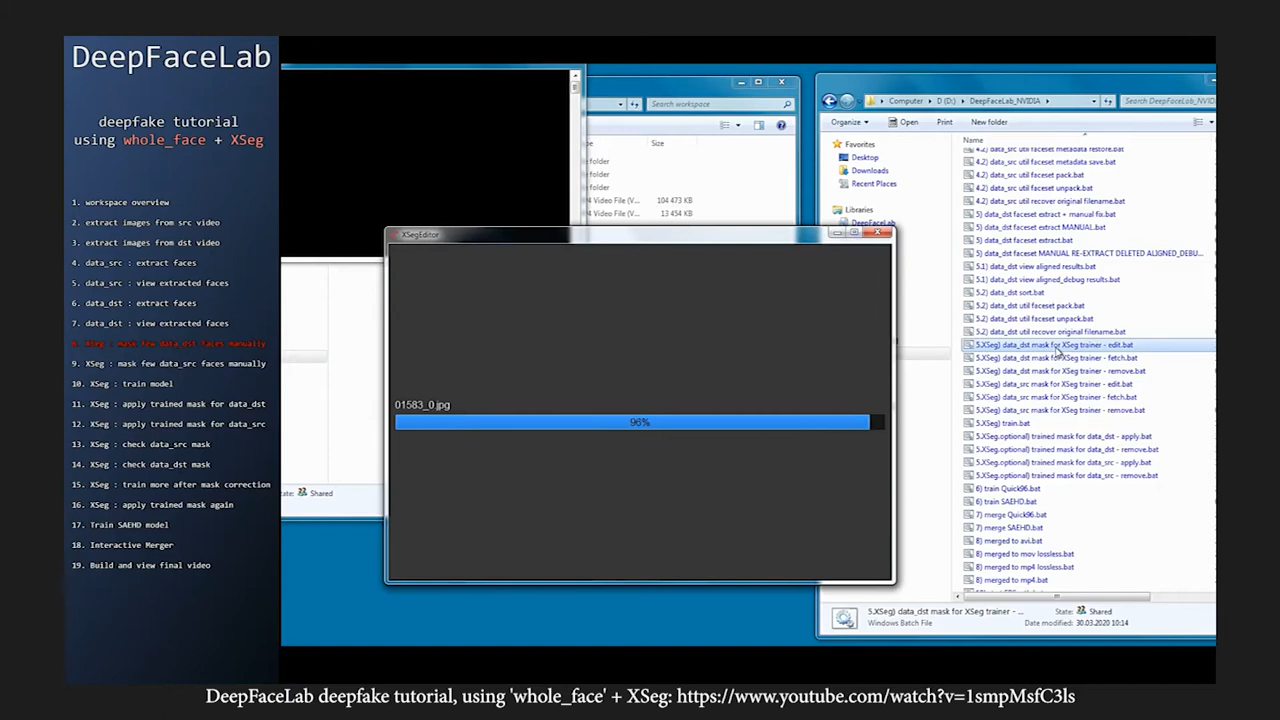 DeepFaceLab
deepfake tutorial
using whole_face + XSeg
1. workspace overview
2. extract images from src video
3. extract images from dst video
4. data_src : extract faces
5. data_src : view extracted faces
6. data_dst : extract faces
7. data_dst : view extracted faces
8. XSeg : mask few data_dst faces manually
9. XSeg : mask few data_src faces manually
10. XSeg : train model
11. XSeg : apply trained mask for data_dst
12. XSeg : apply trained mask for data_src
13. XSeg : check data_src mask
14. XSeg : check data_dst mask
15. XSeg : train more after mask correction
16. XSeg : apply trained mask again
17. Train SAEHD model
18. Interactive Merger
19. Build and view final video
Search workspace
Size
folder
folder
folder
4 Video File (V... 104 473 KB
4 Video File (V... 13 454 KB
State: Shared
XSegEditor
01583_0.jpg
96%
Computer D (D:) DeepFaceLab_NVIDIA
Search DeepFaceLab_NVIDIA
Organize Open Print New folder
Favorites
Desktop
Downloads
Recent Places
Libraries
DeepFaceLab
Name
4.2) data_src util faceset metadata restore.bat
4.2) data_src util faceset metadata save.bat
4.2) data_src util faceset pack.bat
4.2) data_src util faceset unpack.bat
4.2) data_src util recover original filename.bat
5) data_dst faceset extract + manual fix.bat
5) data_dst faceset extract MANUAL.bat
5) data_dst faceset extract.bat
5) data_dst faceset MANUAL RE-EXTRACT DELETED ALIGNED_DEBU...
5.1) data_dst view aligned results.bat
5.1) data_dst view aligned_debug results.bat
5.2) data_dst sort.bat
5.2) data_dst util faceset pack.bat
5.2) data_dst util faceset unpack.bat
5.2) data_dst util recover original filename.bat
5.XSeg) data_dst mask for XSeg trainer - edit.bat
5.XSeg) data_dst mask for XSeg trainer - fetch.bat
5.XSeg) data_dst mask for XSeg trainer - remove.bat
5.XSeg) data_src mask for XSeg trainer - edit.bat
5.XSeg) data_src mask for XSeg trainer - fetch.bat
5.XSeg) data_src mask for XSeg trainer - remove.bat
5.XSeg) train.bat
5.XSeg.optional) trained mask for data_dst - apply.bat
5.XSeg.optional) trained mask for data_dst - remove.bat
5.XSeg.optional) trained mask for data_src - apply.bat
5.XSeg.optional) trained mask for data_src - remove.bat
6) train Quick96.bat
6) train SAEHD.bat
7) merge Quick96.bat
7) merge SAEHD.bat
8) merged to avi.bat
8) merged to mov lossless.bat
8) merged to mp4 lossless.bat
8) merged to mp4.bat
5.XSeg) data_dst mask for XSeg trainer - ... State: Shared
Windows Batch File Date modified: 30.03.2020 10:14
DeepFaceLab deepfake tutorial, using 'whole_face' + XSeg: https://www.youtube.com/watch?v=1smpMsfC3ls